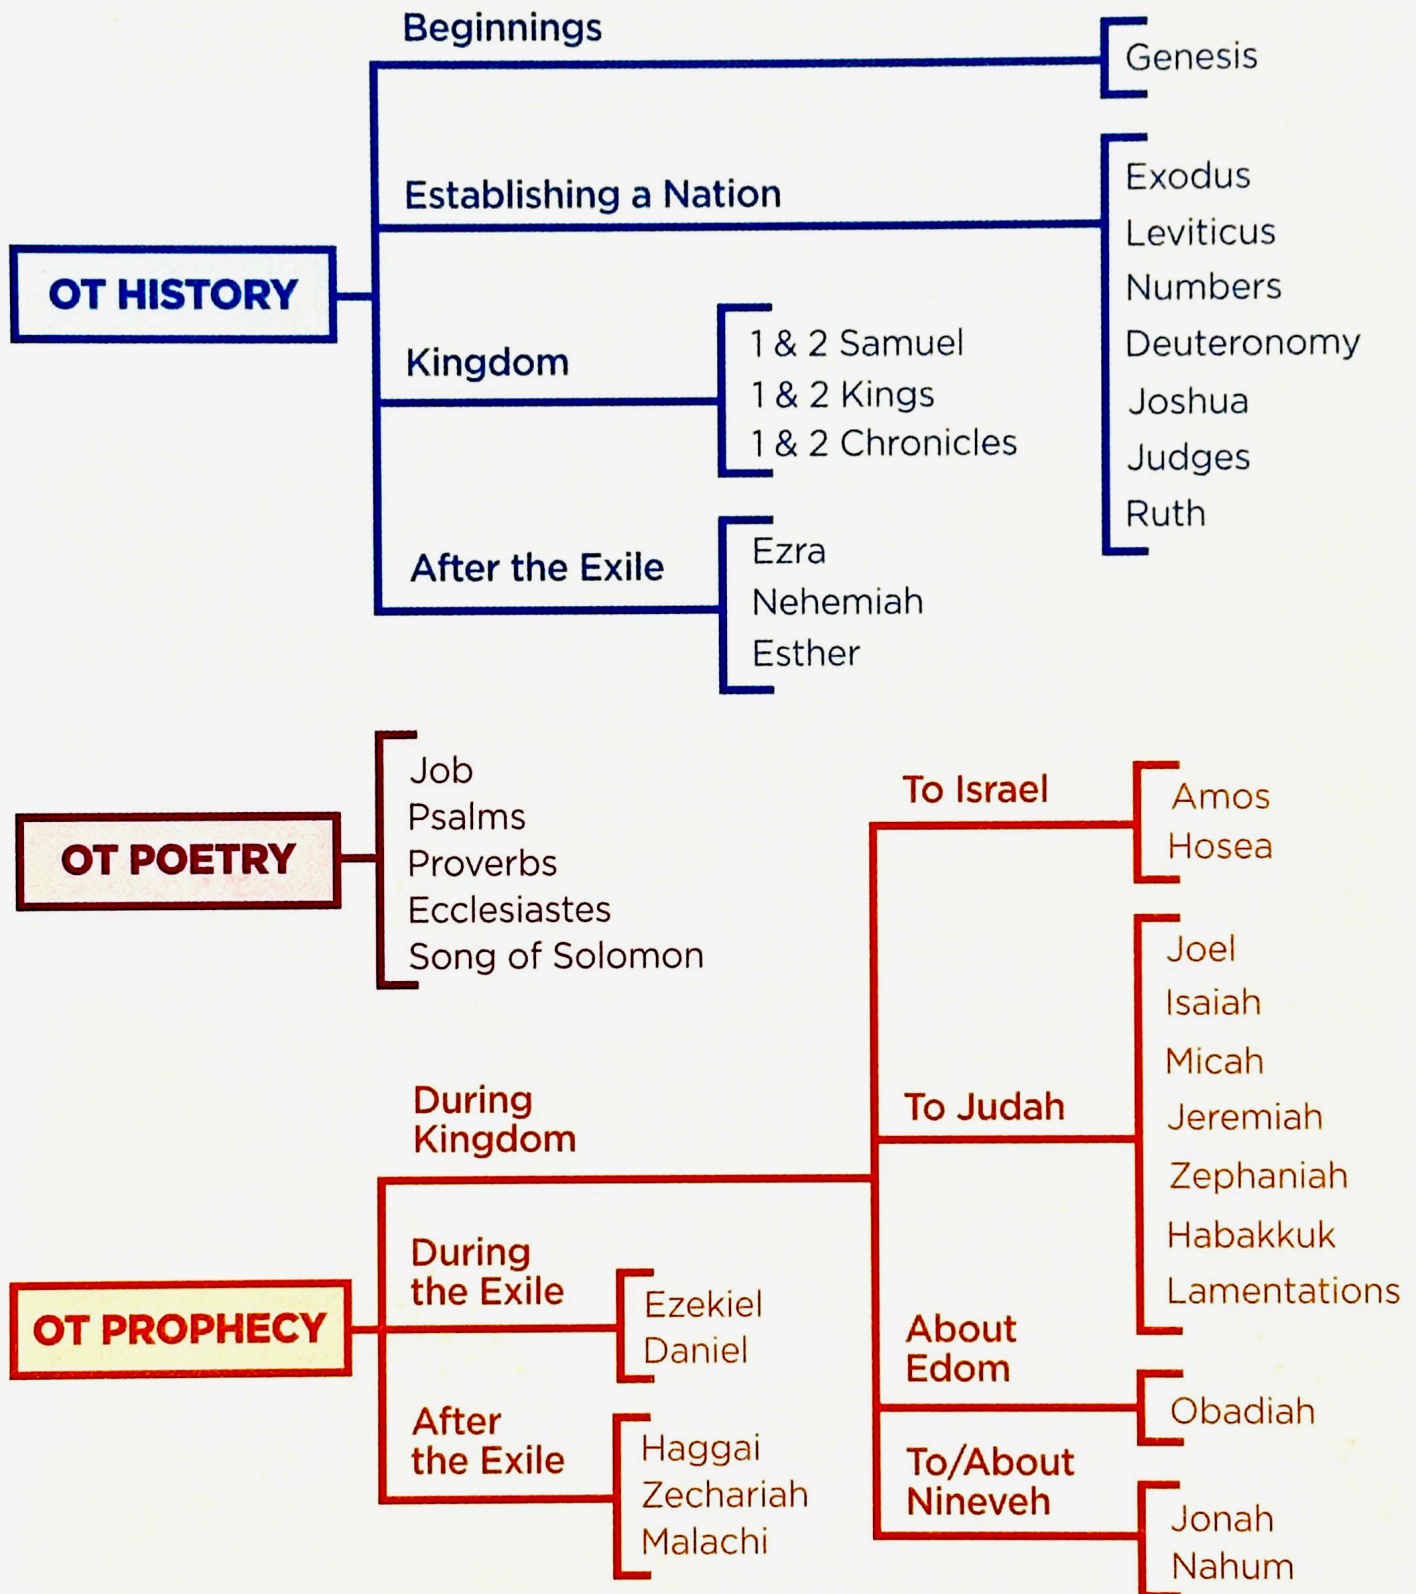 OT HISTORY
Beginnings
Genesis
Establishing a Nation
Exodus
Leviticus
Numbers
Deuteronomy
Joshua
Judges
Ruth
Kingdom
1 & 2 Samuel
1 & 2 Kings
1 & 2 Chronicles
After the Exile
Ezra
Nehemiah
Esther
OT POETRY
Job
Psalms
Proverbs
Ecclesiastes
Song of Solomon
OT PROPHECY
During
Kingdom
To Israel
Amos
Hosea
To Judah
Joel
Isaiah
Micah
Jeremiah
Zephaniah
Habakkuk
Lamentations
About
Edom
Obadiah
To/About
Nineveh
Jonah
Nahum
During
the Exile
Ezekiel
Daniel
After
the Exile
Haggai
Zechariah
Malachi